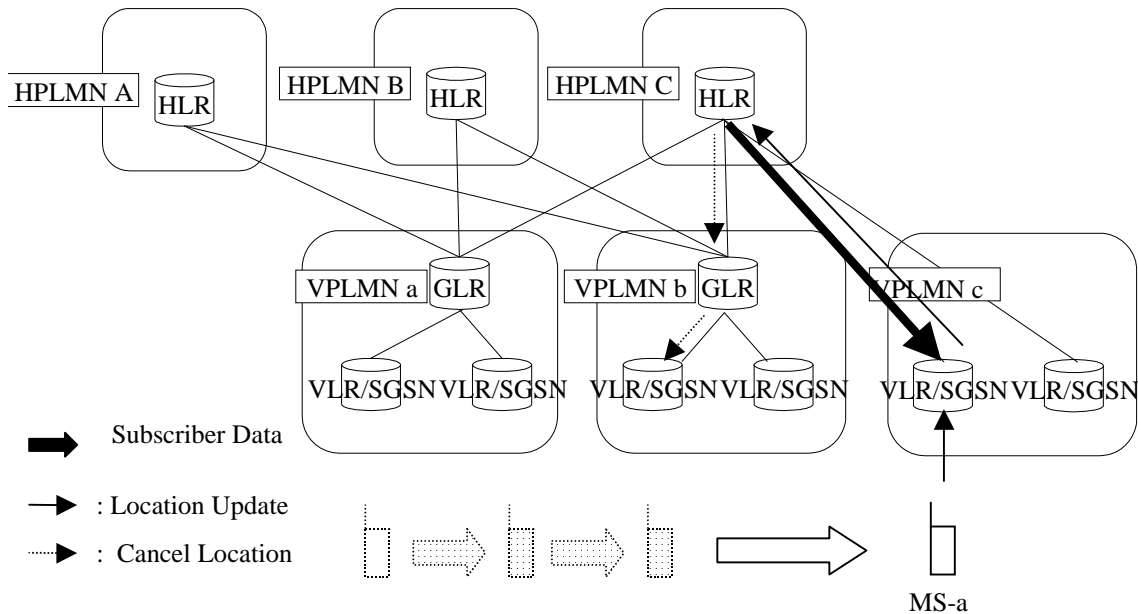 HPLMN A
HLR
HPLMN B
HLR
HPLMN C
HLR
VPLMN a
GLR
VPLMN b
GLR
VPLMN c
VLR/SGSN
VLR/SGSN
VLR/SGSN
VLR/SGSN
VLR/SGSN
VLR/SGSN
Subscriber Data
: Location Update
: Cancel Location
MS-a